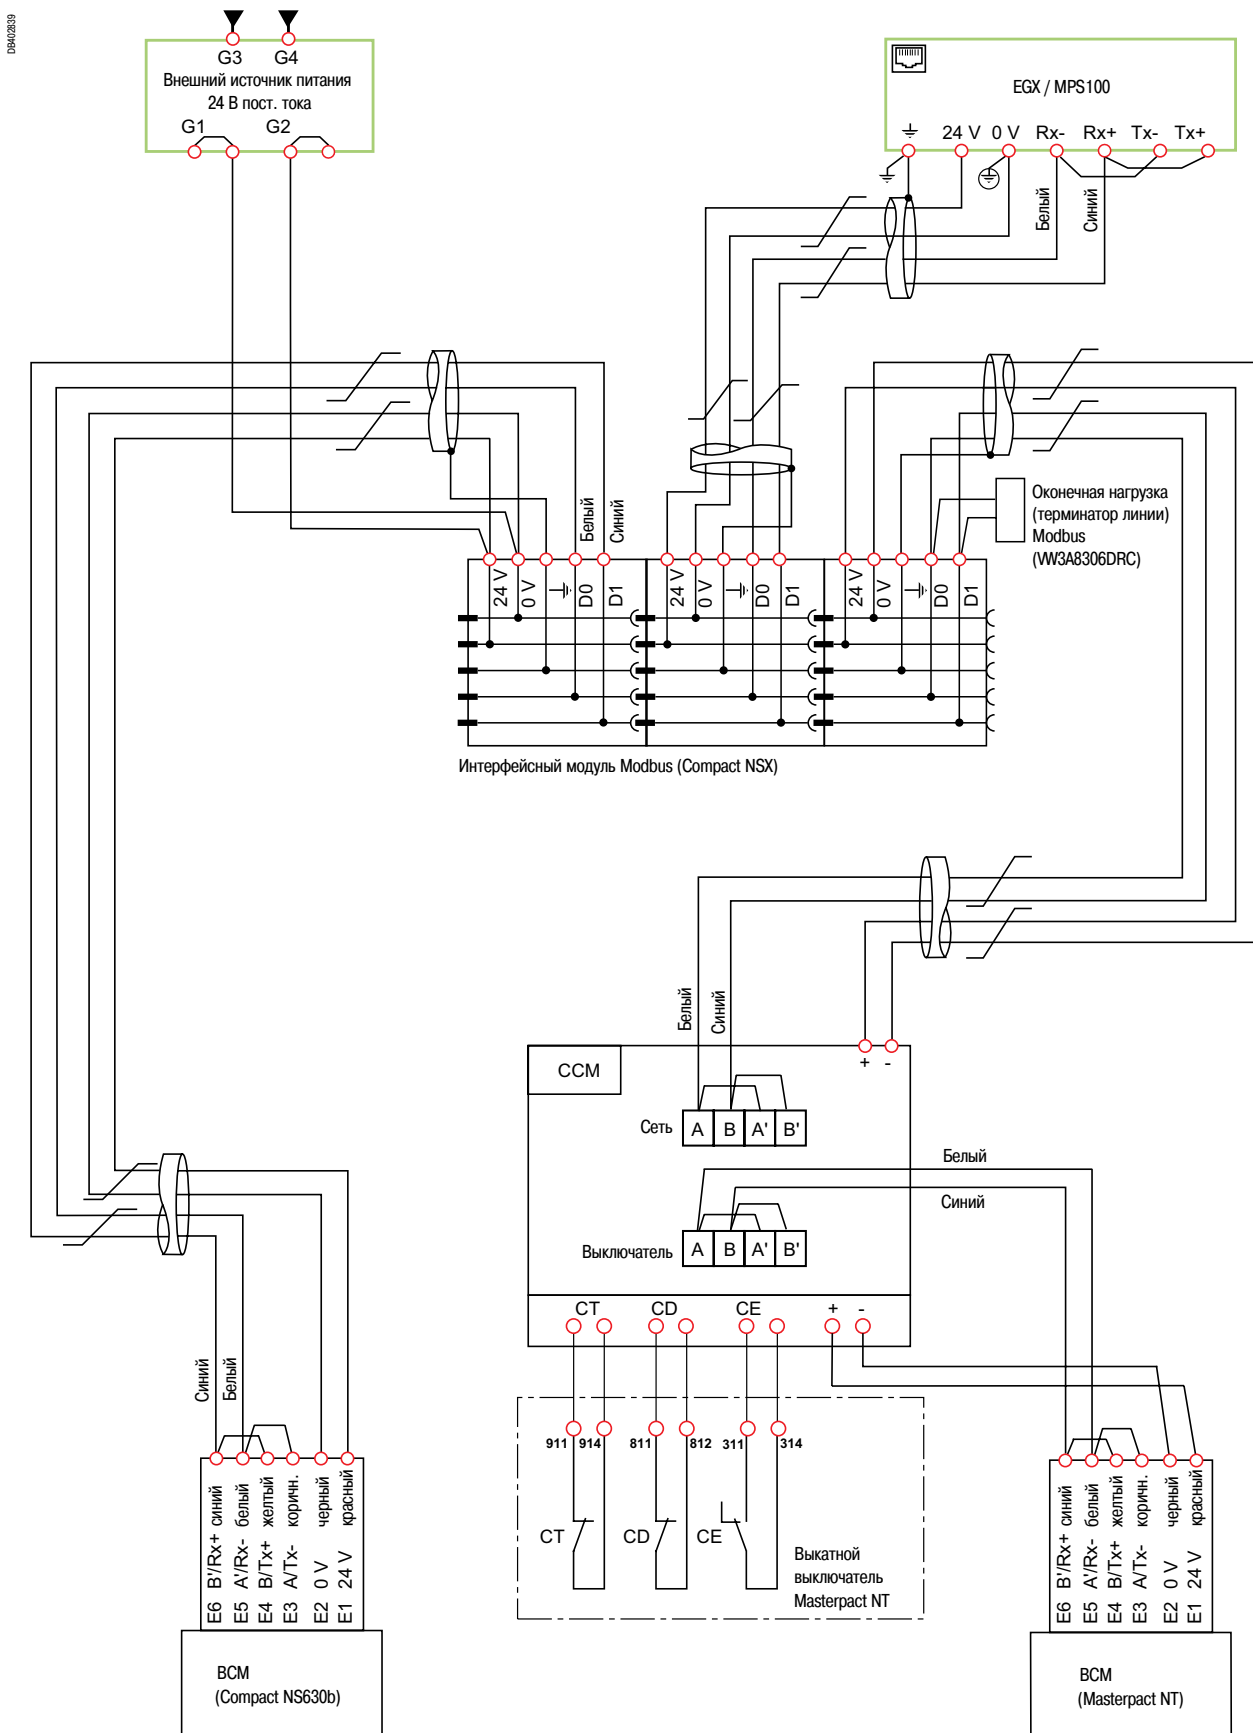 DB402839
G3 G4
Внешний источник питания
24 В пост. тока
G1 G2
EGX / MPS100
24 V 0 V Rx- Rx+ Tx- Tx+
Белый
Синий
Белый
Синий
Оконечная нагрузка
(терминатор линии)
Modbus
(VW3A8306DRC)
24 V 0 V D0 D1
24 V 0 V D0 D1
24 V 0 V D0 D1
Интерфейсный модуль Modbus (Compact NSX)
Белый
Синий
CCM
+ -
Сеть A B A' B'
Белый
Синий
Выключатель A B A' B'
CT CD CE + -
911 914 811 812 311 314
CT CD CE
Выкатной
выключатель
Masterpact NT
Синий
Белый
E6 B'/Rx+ синий
E5 A'/Rx- белый
E4 B/Tx+ желтый
E3 A/Tx- коричн.
E2 0 V черный
E1 24 V красный
BCM
(Compact NS630b)
E6 B'/Rx+ синий
E5 A'/Rx- белый
E4 B/Tx+ желтый
E3 A/Tx- коричн.
E2 0 V черный
E1 24 V красный
BCM
(Masterpact NT)